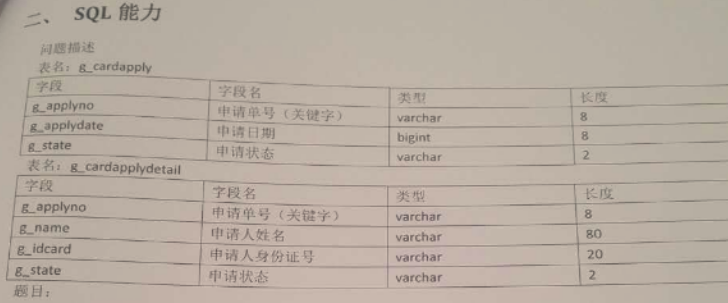 二、 SQL 能力
问题描述
表名：g_cardapply
字段 字段名 类型 长度
g_applyno 申请单号（关键字） varchar 8
g_applydate 申请日期 bigint 8
g_state 申请状态 varchar 2
表名：g_cardapplydetail
字段 字段名 类型 长度
g_applyno 申请单号（关键字） varchar 8
g_name 申请人姓名 varchar 80
g_idcard 申请人身份证号 varchar 20
g_state 申请状态 varchar 2
题目：